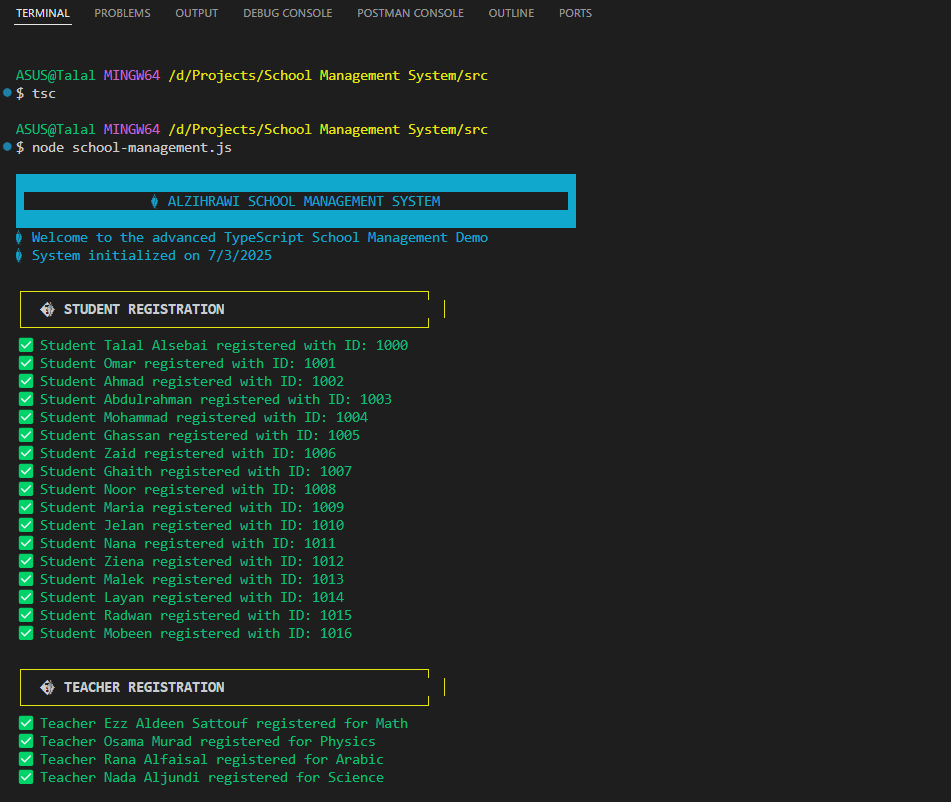 TERMINAL PROBLEMS OUTPUT DEBUG CONSOLE POSTMAN CONSOLE OUTLINE PORTS
ASUS@Talal MINGW64 /d/Projects/School Management System/src
$ tsc
ASUS@Talal MINGW64 /d/Projects/School Management System/src
$ node school-management.js
ALZIHRAWI SCHOOL MANAGEMENT SYSTEM
Welcome to the advanced TypeScript School Management Demo
System initialized on 7/3/2025
STUDENT REGISTRATION
✅ Student Talal Alsebai registered with ID: 1000
✅ Student Omar registered with ID: 1001
✅ Student Ahmad registered with ID: 1002
✅ Student Abdulrahman registered with ID: 1003
✅ Student Mohammad registered with ID: 1004
✅ Student Ghassan registered with ID: 1005
✅ Student Zaid registered with ID: 1006
✅ Student Ghaith registered with ID: 1007
✅ Student Noor registered with ID: 1008
✅ Student Maria registered with ID: 1009
✅ Student Jelan registered with ID: 1010
✅ Student Nana registered with ID: 1011
✅ Student Ziena registered with ID: 1012
✅ Student Malek registered with ID: 1013
✅ Student Layan registered with ID: 1014
✅ Student Radwan registered with ID: 1015
✅ Student Mobeen registered with ID: 1016
TEACHER REGISTRATION
✅ Teacher Ezz Aldeen Sattouf registered for Math
✅ Teacher Osama Murad registered for Physics
✅ Teacher Rana Alfaisal registered for Arabic
✅ Teacher Nada Aljundi registered for Science